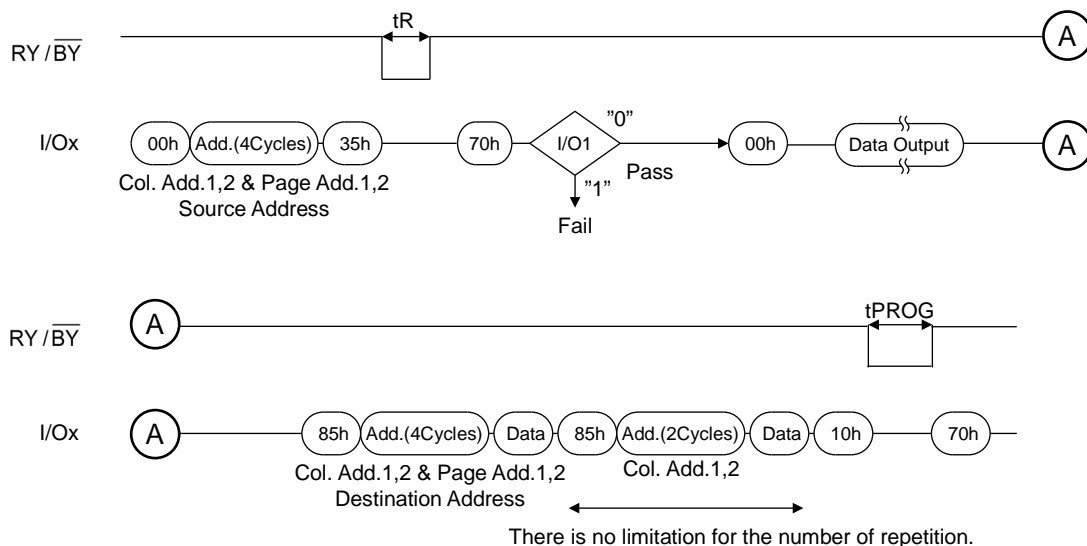 tR
RY / BY
A
I/Ox
00h Add.(4Cycles) 35h 70h I/O1 "0" 00h Data Output A
Pass
"1"
Fail
Col. Add.1,2 & Page Add.1,2
Source Address
tPROG
RY / BY
A
I/Ox
A 85h Add.(4Cycles) Data 85h Add.(2Cycles) Data 10h 70h
Col. Add.1,2 & Page Add.1,2 Col. Add.1,2
Destination Address
There is no limitation for the number of repetition.